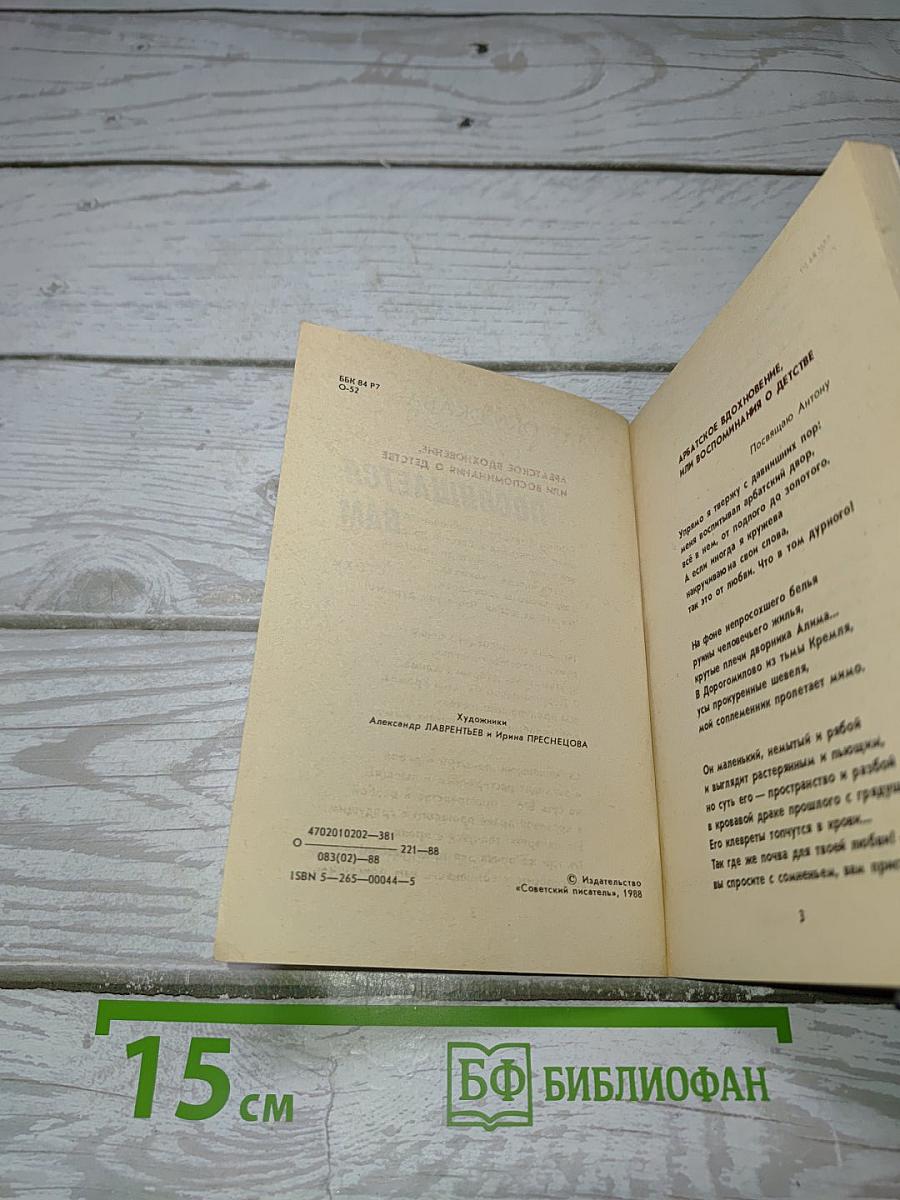 ББК 84 Р7
О-52
Художники
Александр ЛАВРЕНТЬЕВ и Ирина ПРЕСНЕЦОВА
4702010202—381
О ———— 221—88
083(02)—88
ISBN 5—265—00044—5
© Издательство
«Советский писатель», 1988
АРБАТСКОЕ ВДОХНОВЕНИЕ,
ИЛИ ВОСПОМИНАНИЯ О ДЕТСТВЕ
Посвящаю Антону
Упрямо я твержу с давнишних пор:
меня воспитывал арбатский двор,
всё в нем, от подлого до золотого.
А если иногда я кружева
накручиваю на свои слова,
так это от любви. Что в том дурного!
На фоне непросохшего белья
руины человечьего жилья,
крутые плечи дворника Алима...
В Дорогомилово из тьмы Кремля,
усы прокуренные шевеля,
мой соплеменник пролетает мимо.
Он маленький, немытый и рябой
и выглядит растерянным и пьющим,
но суть его — пространство и разбой
в кровавой драке прошлого с
Его клевреты топчутся в крови...
Так где же почва для твоей любви!
вы спросите с сомненьем, вам
3
15 см
БФ БИБЛИОФАН